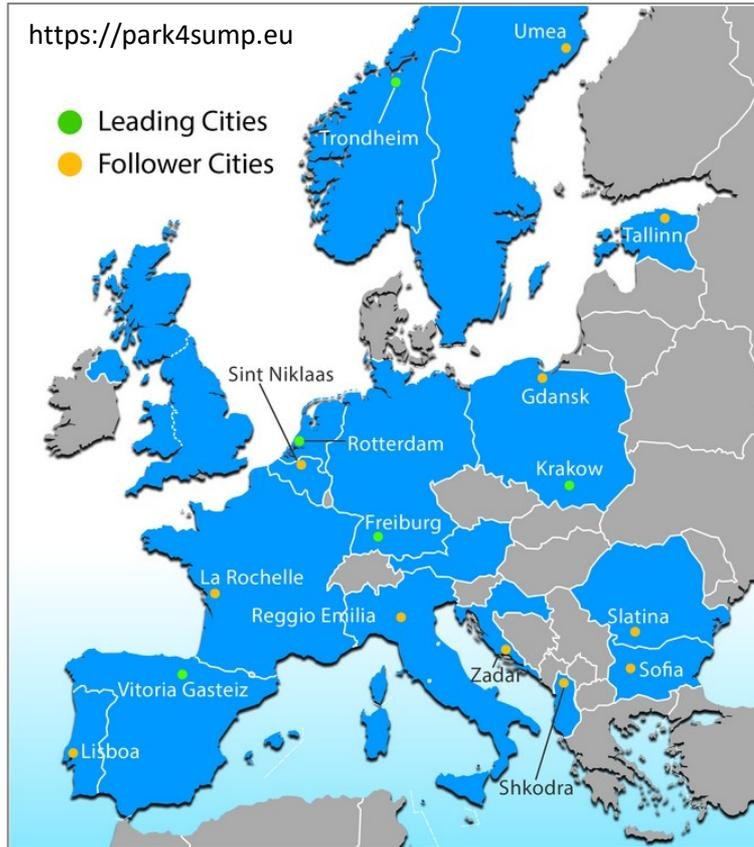 https://park4sump.eu
Umea
Leading Cities
Trondheim
Follower Cities
Tallinn
Sint Niklaas
Gdansk
Rotterdam
Krakow
Freiburg
La Rochelle
Reggio Emilia
Slatina
Zadar
Sofia
Vitoria Gasteiz
Lisboa
Shkodra